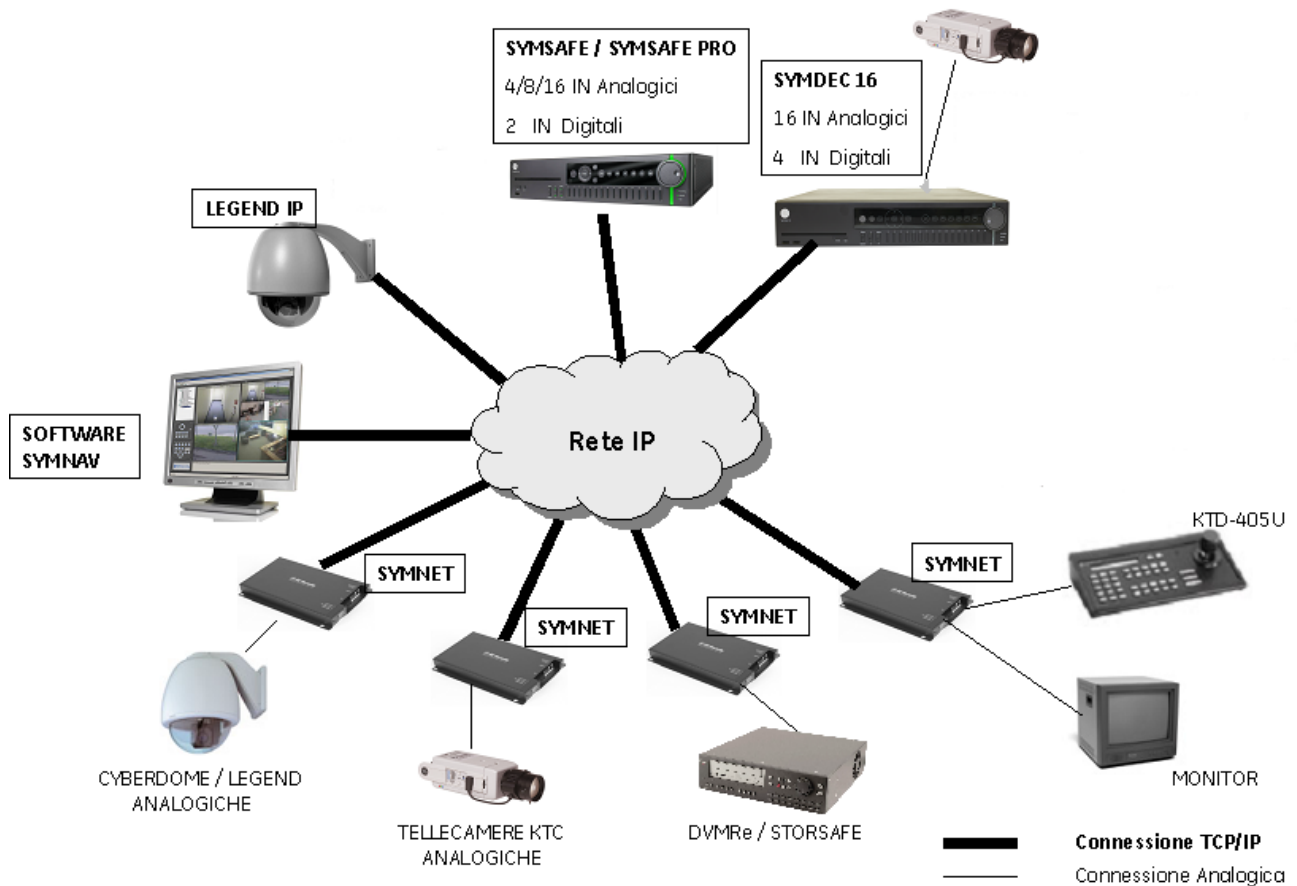 SYMSAFE / SYMSAFE PRO
4/8/16 IN Analogici
2 IN Digitali
SYMDEC 16
16 IN Analogici
4 IN Digitali
LEGEND IP
SOFTWARE
SYMNAV
Rete IP
KTD-405U
SYMNET
SYMNET
SYMNET
SYMNET
CYBERDOME / LEGEND
ANALOGICHE
TELLECAMERE KTC
ANALOGICHE
DVMRe / STORSAFE
MONITOR
Connessione TCP/IP
Connessione Analogica